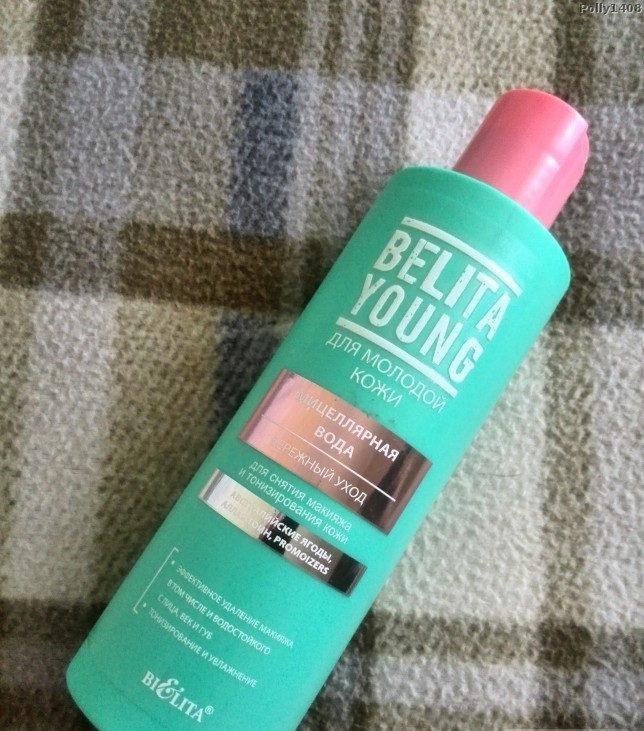 Polly1408
BELITA
YOUNG
ДЛЯ МОЛОДОЙ
КОЖИ
МИЦЕЛЛЯРНАЯ
ВОДА
БЕРЕЖНЫЙ УХОД
ДЛЯ СНЯТИЯ МАКИЯЖА
И ТОНИЗИРОВАНИЯ КОЖИ
ЯГОДЫ,
PROMOIZERS
• ЭФФЕКТИВНОЕ УДАЛЕНИЕ МАКИЯЖА
В ТОМ ЧИСЛЕ И ВОДОСТОЙКОГО
С ЛИЦА, ВЕК И ГУБ
• ТОНИЗИРОВАНИЕ И УВЛАЖНЕНИЕ
BIELITA®